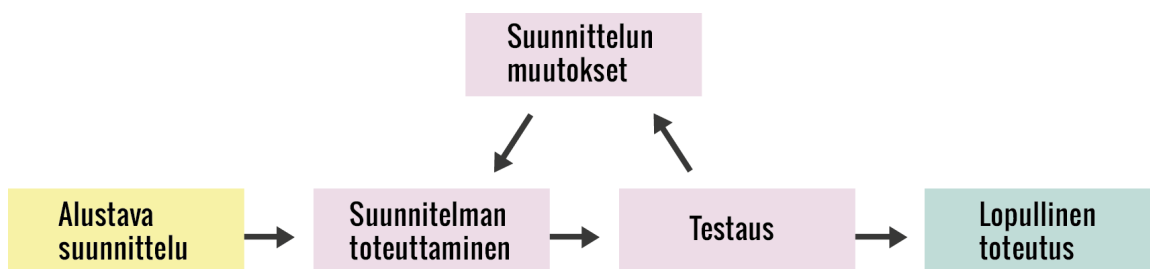 Suunnittelun
muutokset
Alustava
suunnittelu
Suunnitelman
toteuttaminen
Testaus
Lopullinen
toteutus